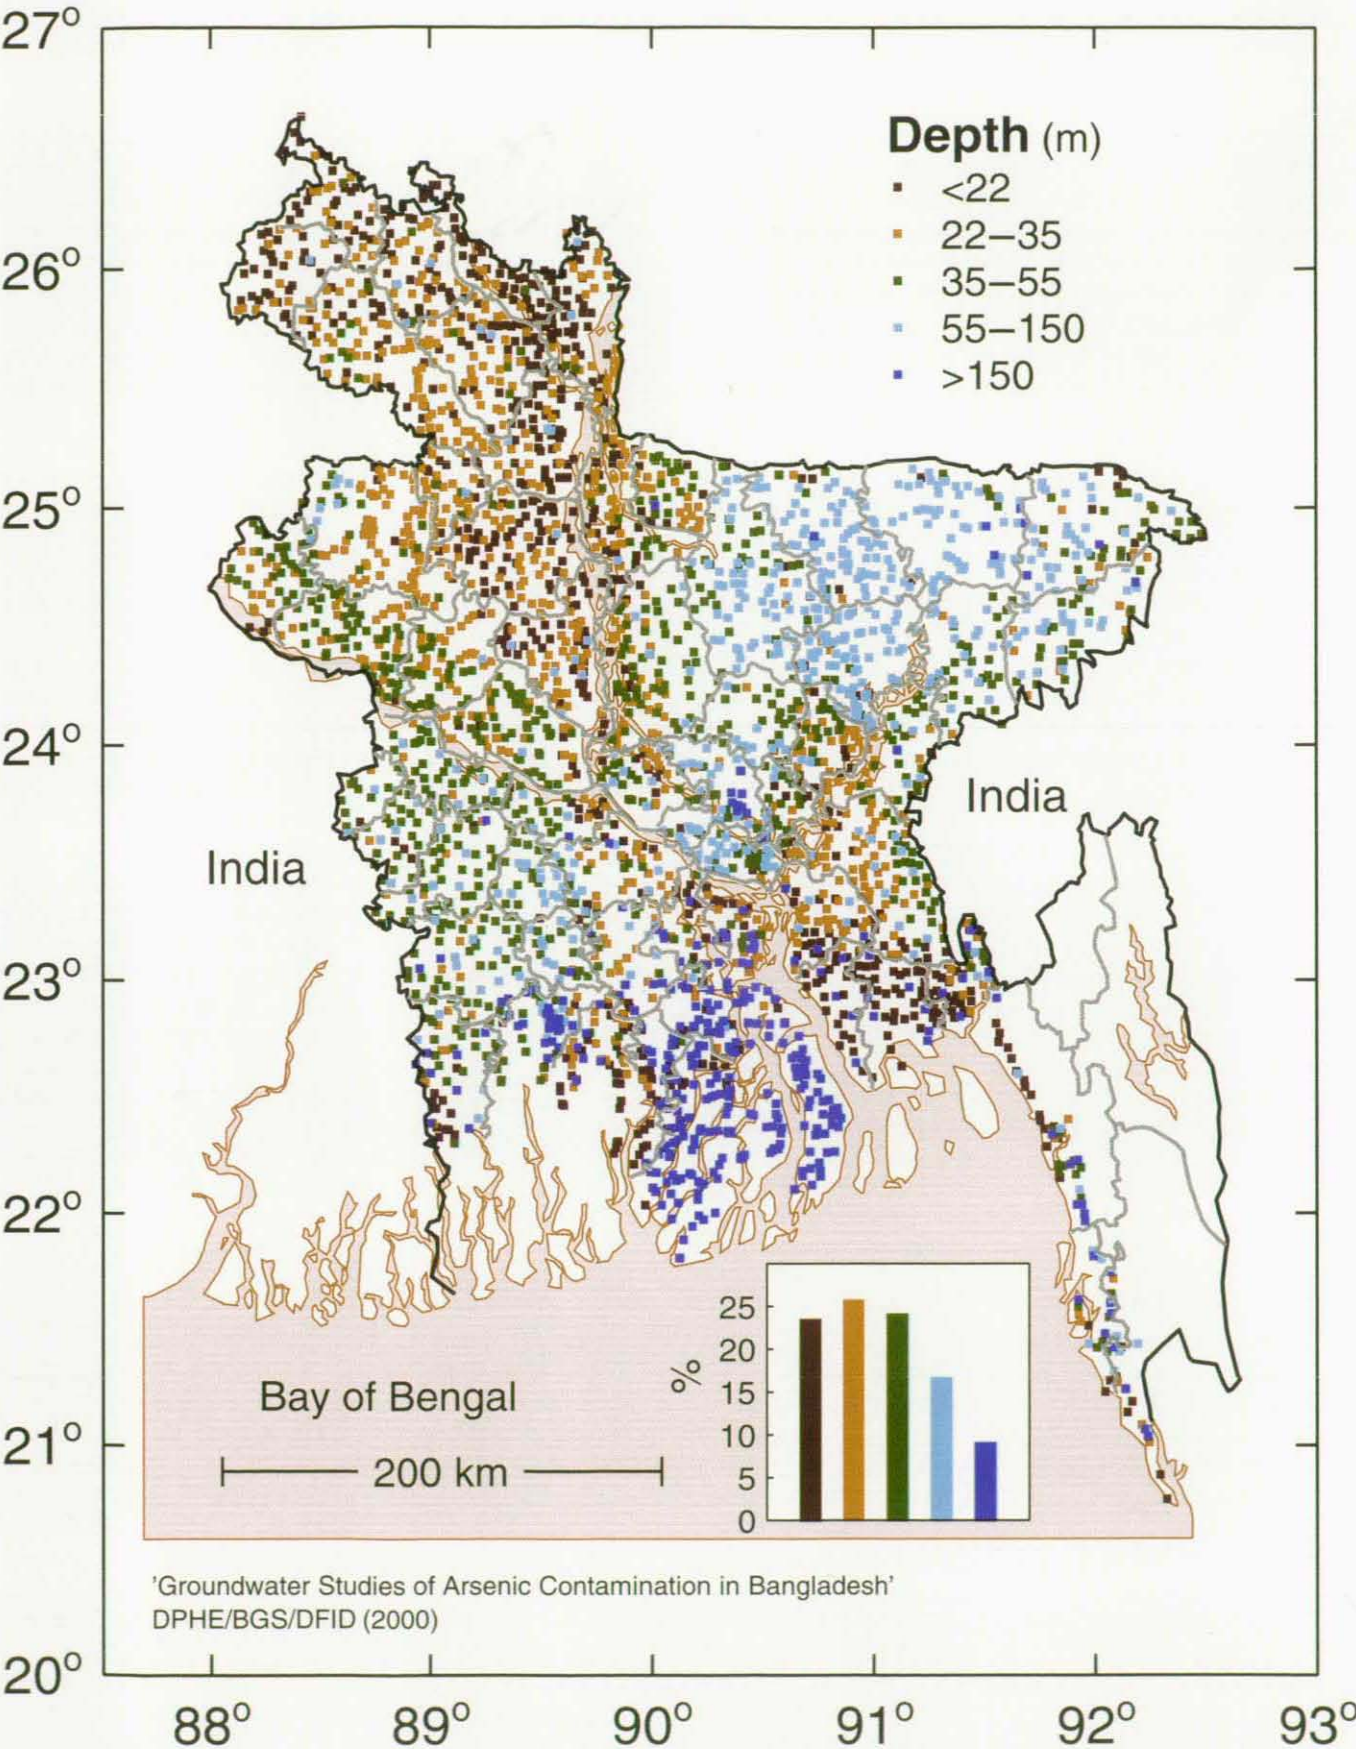 27°
Depth (m)
<22
22–35
26°
35–55
55–150
>150
25°
24°
India
India
23°
22°
25
20
%
15
Bay of Bengal
10
21°
200 km
5
0
'Groundwater Studies of Arsenic Contamination in Bangladesh'
DPHE/BGS/DFID (2000)
20°
88° 89° 90° 91° 92° 93°